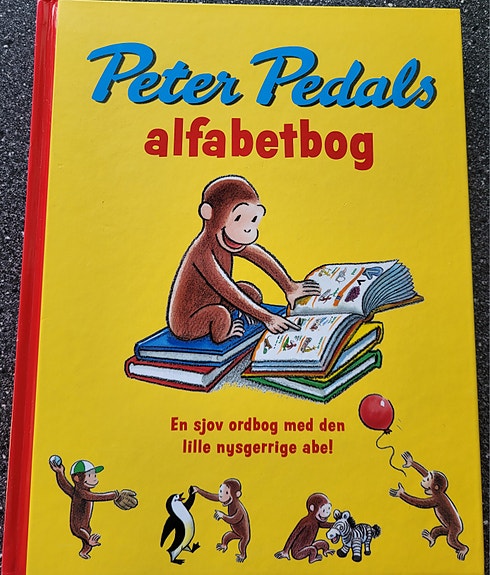 Peter Pedals
alfabetbog
En sjov ordbog med den
lille nysgerrige abe!